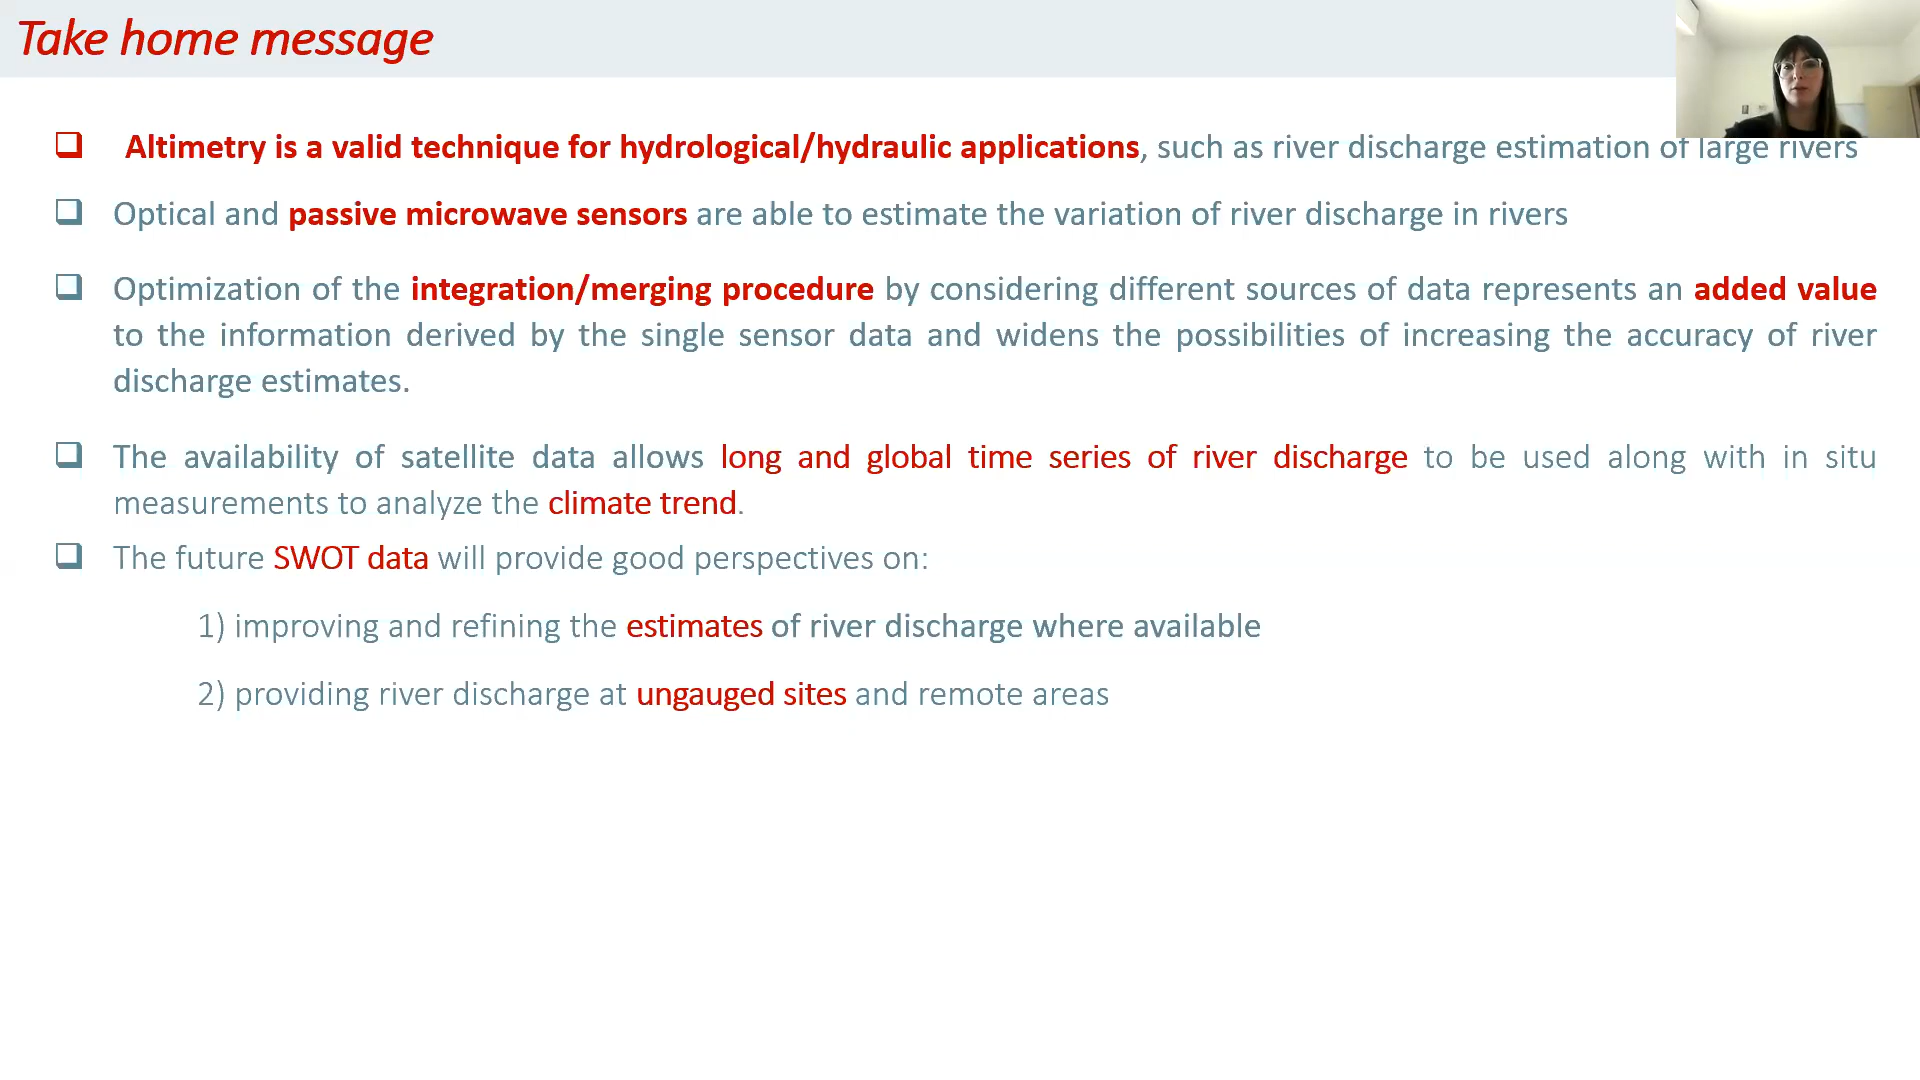 Take home message
Altimetry is a valid technique for hydrological/hydraulic applications, such as river discharge estimation of large rivers
Optical and passive microwave sensors are able to estimate the variation of river discharge in rivers
Optimization of the integration/merging procedure by considering different sources of data represents an added value
to the information derived by the single sensor data and widens the possibilities of increasing the accuracy of river
discharge estimates.
The availability of satellite data allows long and global time series of river discharge to be used along with in situ
measurements to analyze the climate trend.
The future SWOT data will provide good perspectives on:
1) improving and refining the estimates of river discharge where available
2) providing river discharge at ungauged sites and remote areas